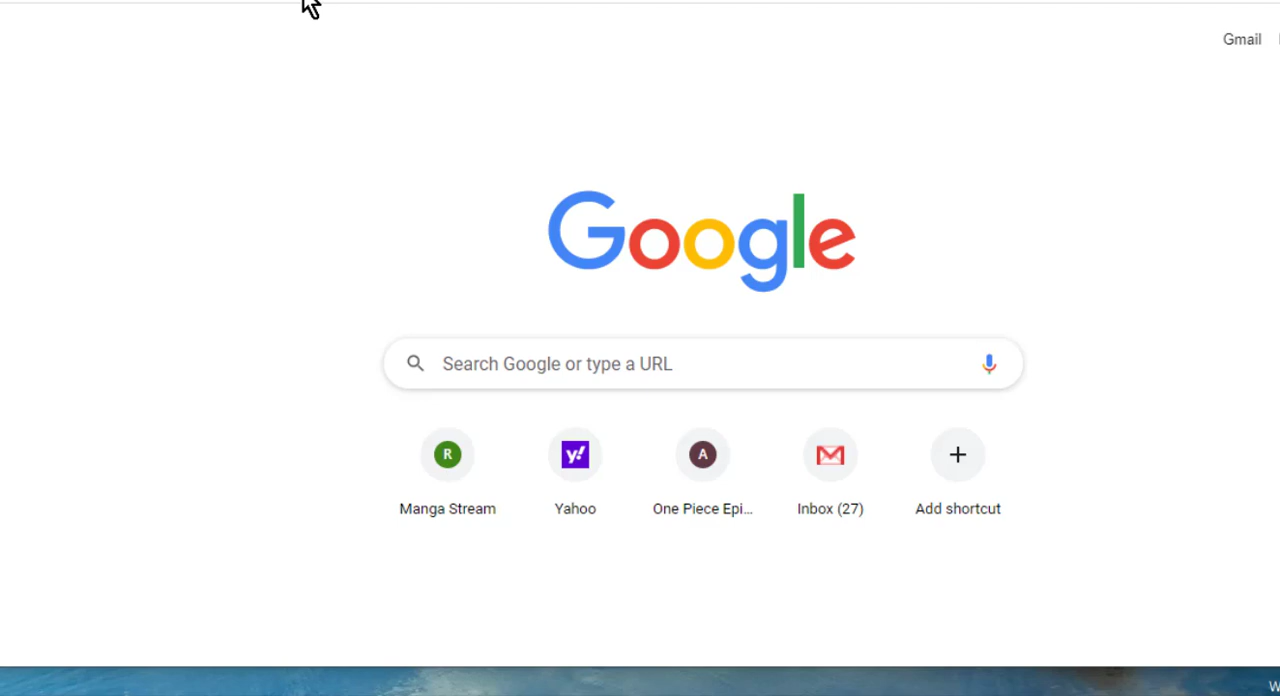 Gmail
Google
Search Google or type a URL
R
A
Manga Stream
Yahoo
One Piece Epi...
Inbox (27)
Add shortcut